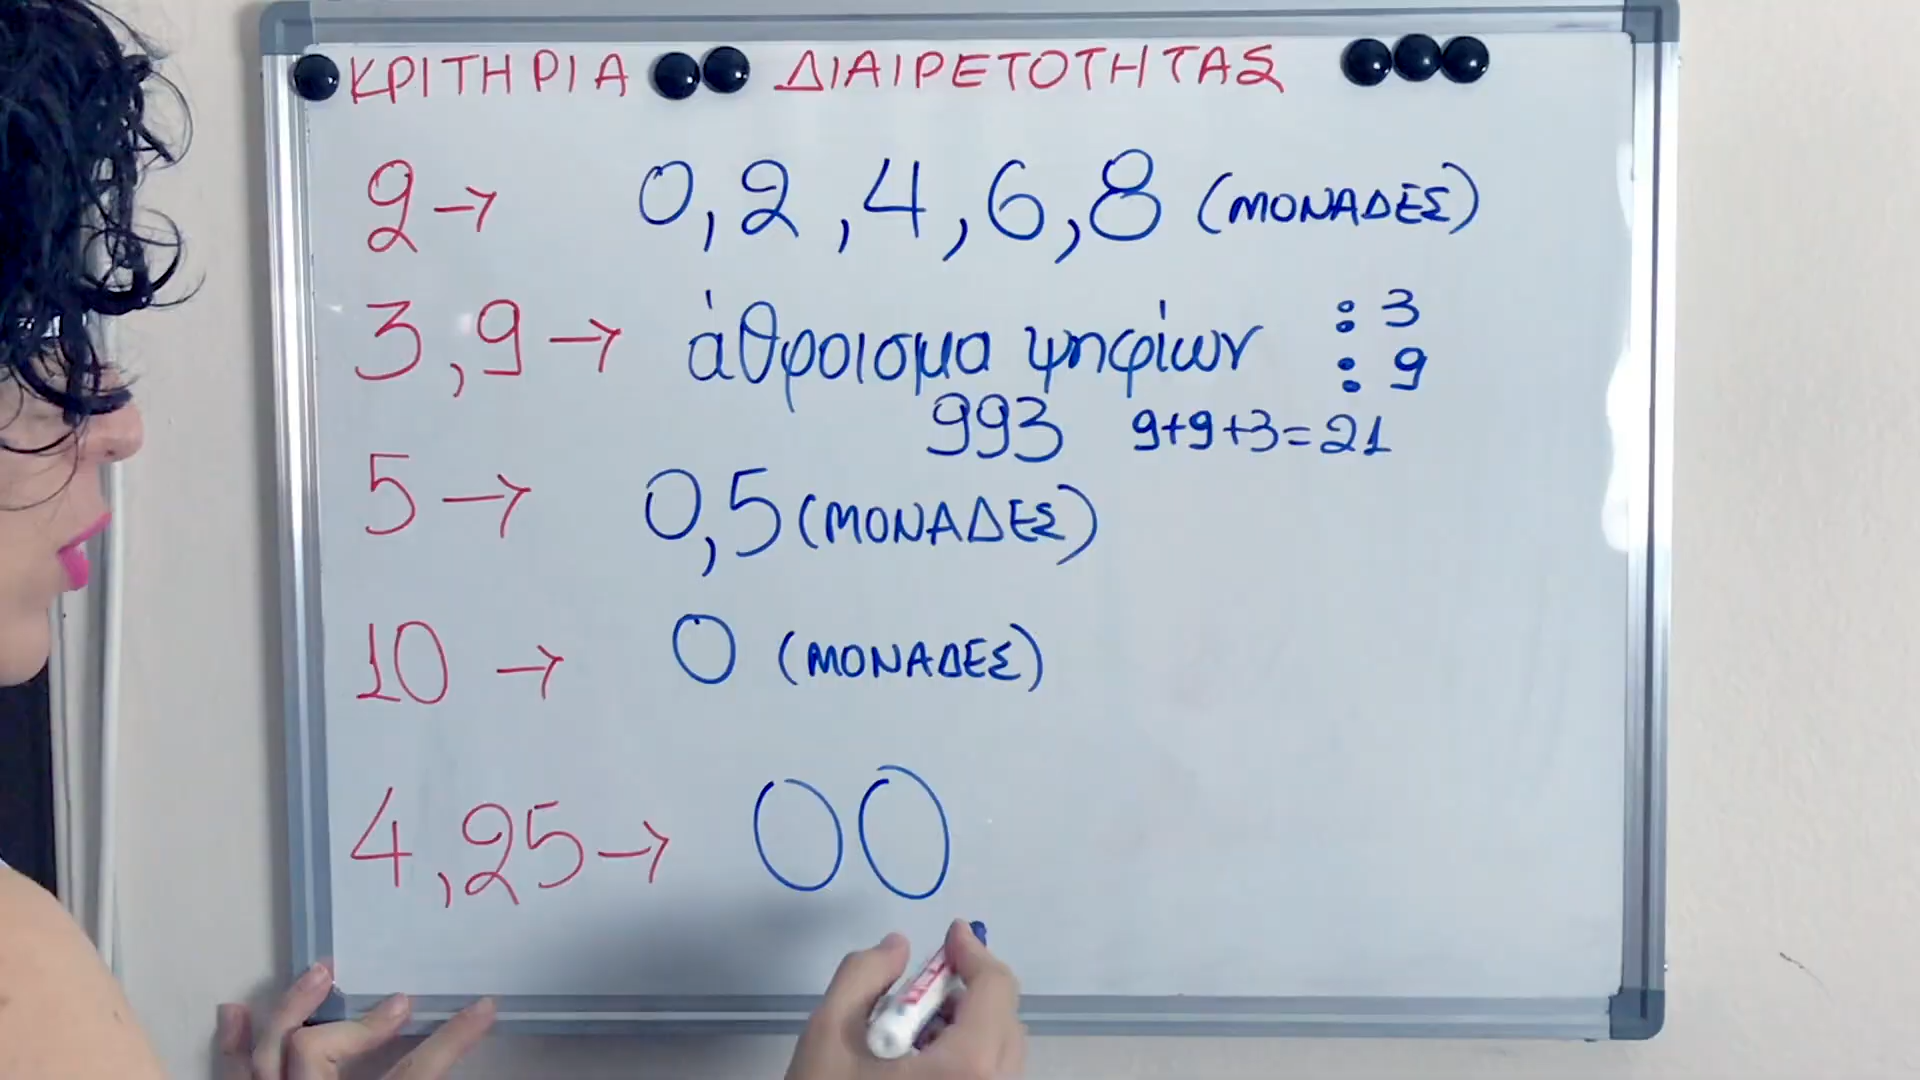 ΚΡΙΤΗΡΙΑ ΔΙΑΙΡΕΤΟΤΗΤΑΣ
2→ 0,2,4,6,8 (ΜΟΝΑΔΕΣ)
3,9→ άθροισμα ψηφίων :3
:9
993 9+9+3=21
5→ 0,5(ΜΟΝΑΔΕΣ)
10→ 0 (ΜΟΝΑΔΕΣ)
4,25→ 00